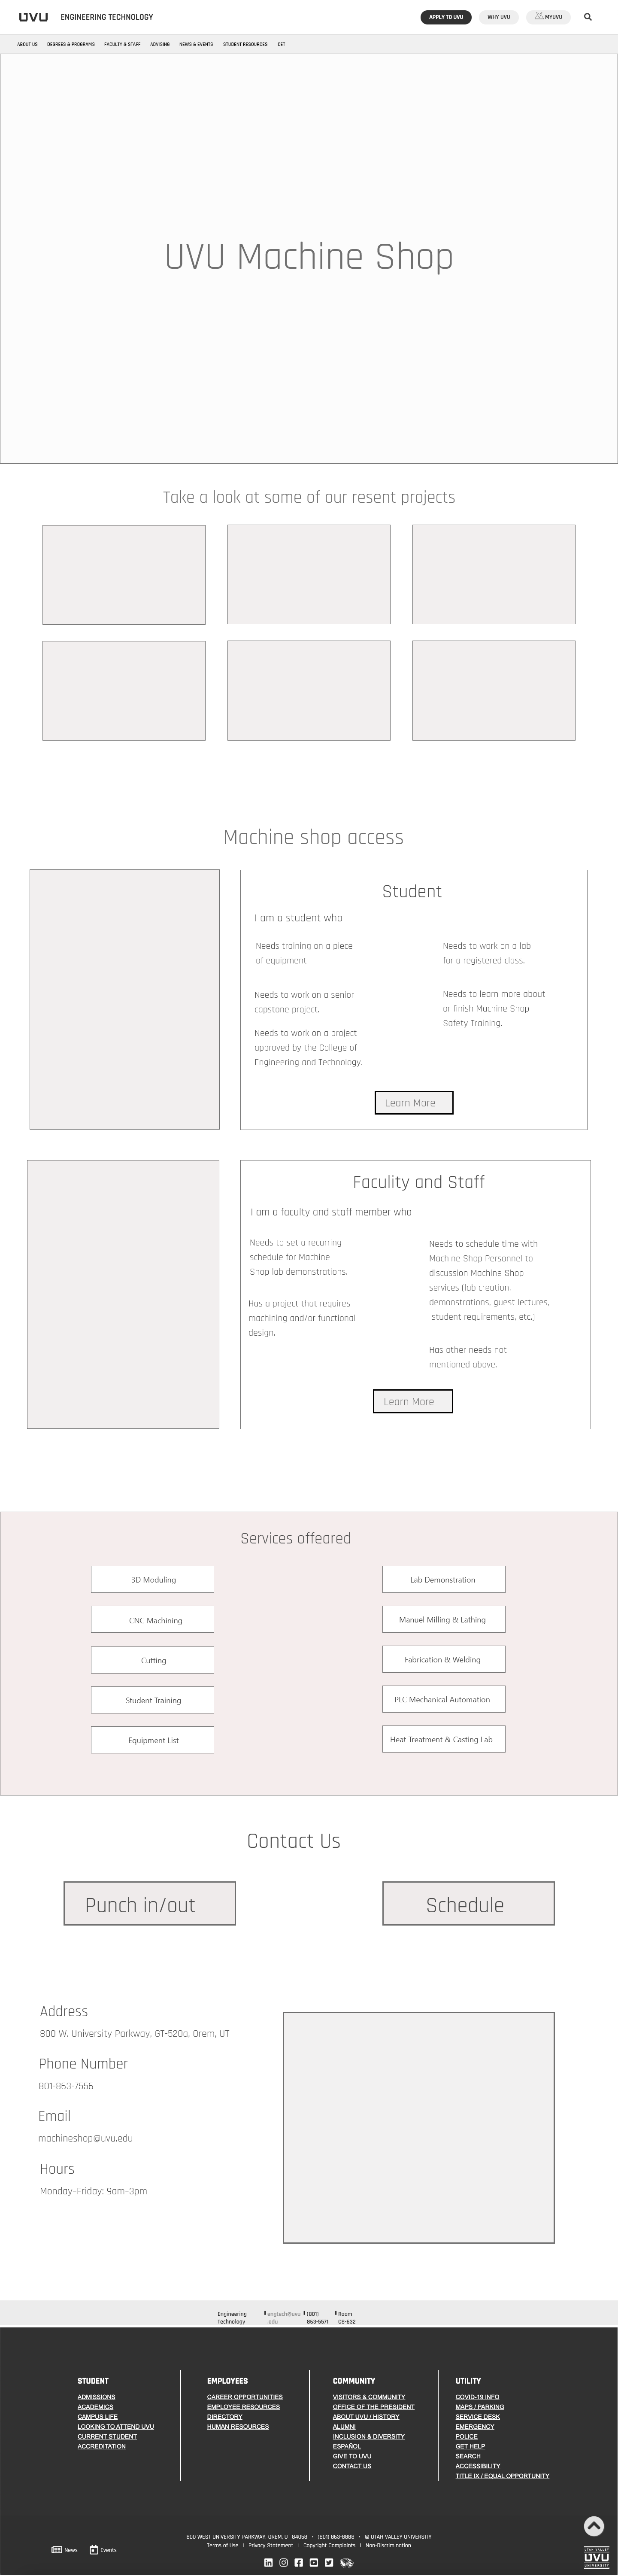 UVU ENGINEERING TECHNOLOGY
APPLY TO UVU
WHY UVU
MYUVU
ABOUT US
DEGREES & PROGRAMS
FACULTY & STAFF
ADVISING
NEWS & EVENTS
STUDENT RESOURCES
CET
UVU Machine Shop
Take a look at some of our resent projects
Machine shop access
Student
I am a student who
Needs training on a piece
of equipment
Needs to work on a senior
capstone project.
Needs to work on a project
approved by the College of
Engineering and Technology.
Needs to work on a lab
for a registered class.
Needs to learn more about
or finish Machine Shop
Safety Training.
Learn More
Faculity and Staff
I am a faculty and staff member who
Needs to set a recurring
schedule for Machine
Shop lab demonstrations.
Has a project that requires
machining and/or functional
design.
Needs to schedule time with
Machine Shop Personnel to
discussion Machine Shop
services (lab creation,
demonstrations, guest lectures,
student requirements, etc.)
Has other needs not
mentioned above.
Learn More
Services offeared
3D Moduling
CNC Machining
Cutting
Student Training
Equipment List
Lab Demonstration
Manuel Milling & Lathing
Fabrication & Welding
PLC Mechanical Automation
Heat Treatment & Casting Lab
Contact Us
Punch in/out
Schedule
Address
800 W. University Parkway, GT-520a, Orem, UT
Phone Number
801-863-7556
Email
machineshop@uvu.edu
Hours
Monday–Friday: 9am–3pm
Engineering
Technology
engtech@uvu
.edu
(801)
863-5571
Room
CS-632
STUDENT
ADMISSIONS
ACADEMICS
CAMPUS LIFE
LOOKING TO ATTEND UVU
CURRENT STUDENT
ACCREDITATION
EMPLOYEES
CAREER OPPORTUNITIES
EMPLOYEE RESOURCES
DIRECTORY
HUMAN RESOURCES
COMMUNITY
VISITORS & COMMUNITY
OFFICE OF THE PRESIDENT
ABOUT UVU / HISTORY
ALUMNI
INCLUSION & DIVERSITY
ESPAÑOL
GIVE TO UVU
CONTACT US
UTILITY
COVID-19 INFO
MAPS / PARKING
SERVICE DESK
EMERGENCY
POLICE
GET HELP
SEARCH
ACCESSIBILITY
TITLE IX / EQUAL OPPORTUNITY
800 WEST UNIVERSITY PARKWAY, OREM, UT 84058 • (801) 863-8888 • © UTAH VALLEY UNIVERSITY
Terms of Use | Privacy Statement | Copyright Complaints | Non-Discrimination
News
Events
UTAH VALLEY
UVU
UNIVERSITY